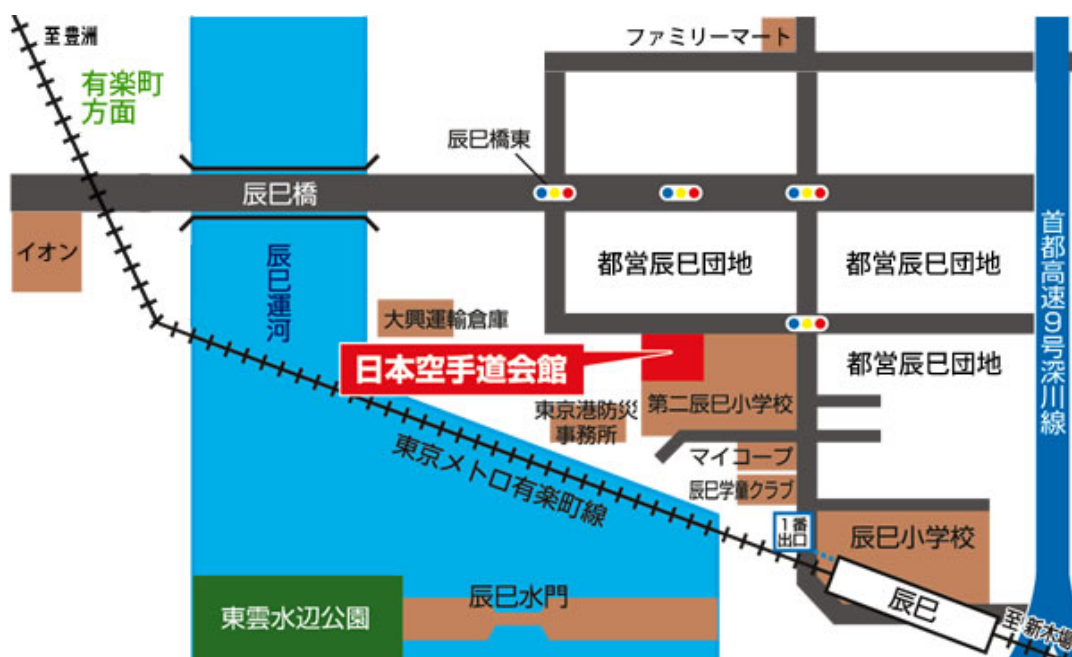 至豊洲
有楽町
方面
ファミリーマート
辰巳橋東
辰巳橋
イオン
辰巳運河
都営辰巳団地
都営辰巳団地
首都高速9号深川線
大興運輸倉庫
日本空手道会館
都営辰巳団地
第二辰巳小学校
東京港防災
事務所
東京メトロ有楽町線
マイコープ
辰巳学童クラブ
1番
出口
辰巳小学校
辰巳水門
東雲水辺公園
辰巳
至新木場